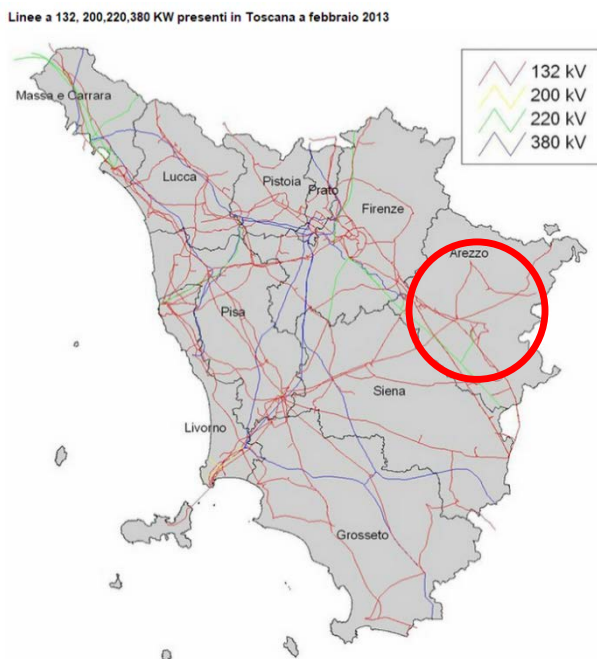 Linee a 132, 200,220,380 KW presenti in Toscana a febbraio 2013
132 kV
200 kV
220 kV
380 kV
Massa e Carrara
Lucca
Pistoia
Prato
Firenze
Arezzo
Pisa
Siena
Livorno
Grosseto